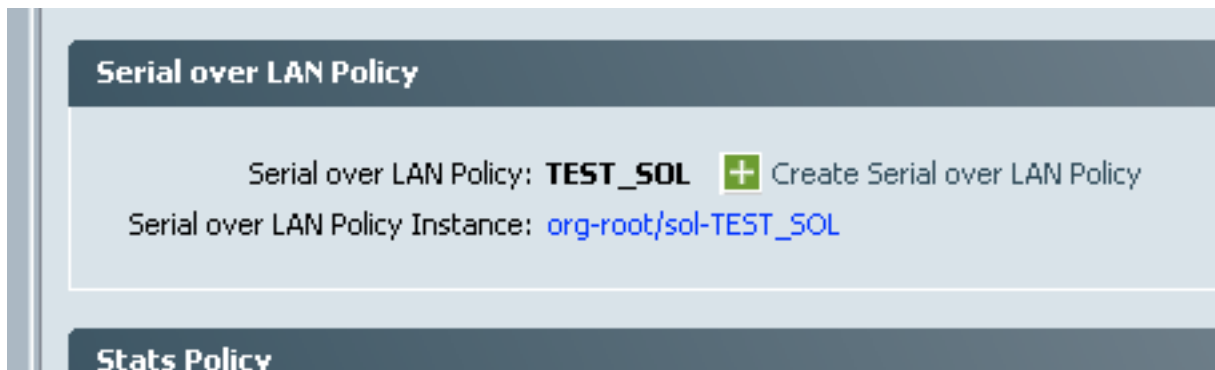 Serial over LAN Policy
Serial over LAN Policy: TEST_SOL Create Serial over LAN Policy
Serial over LAN Policy Instance: org-root/sol-TEST_SOL
Stats Policy